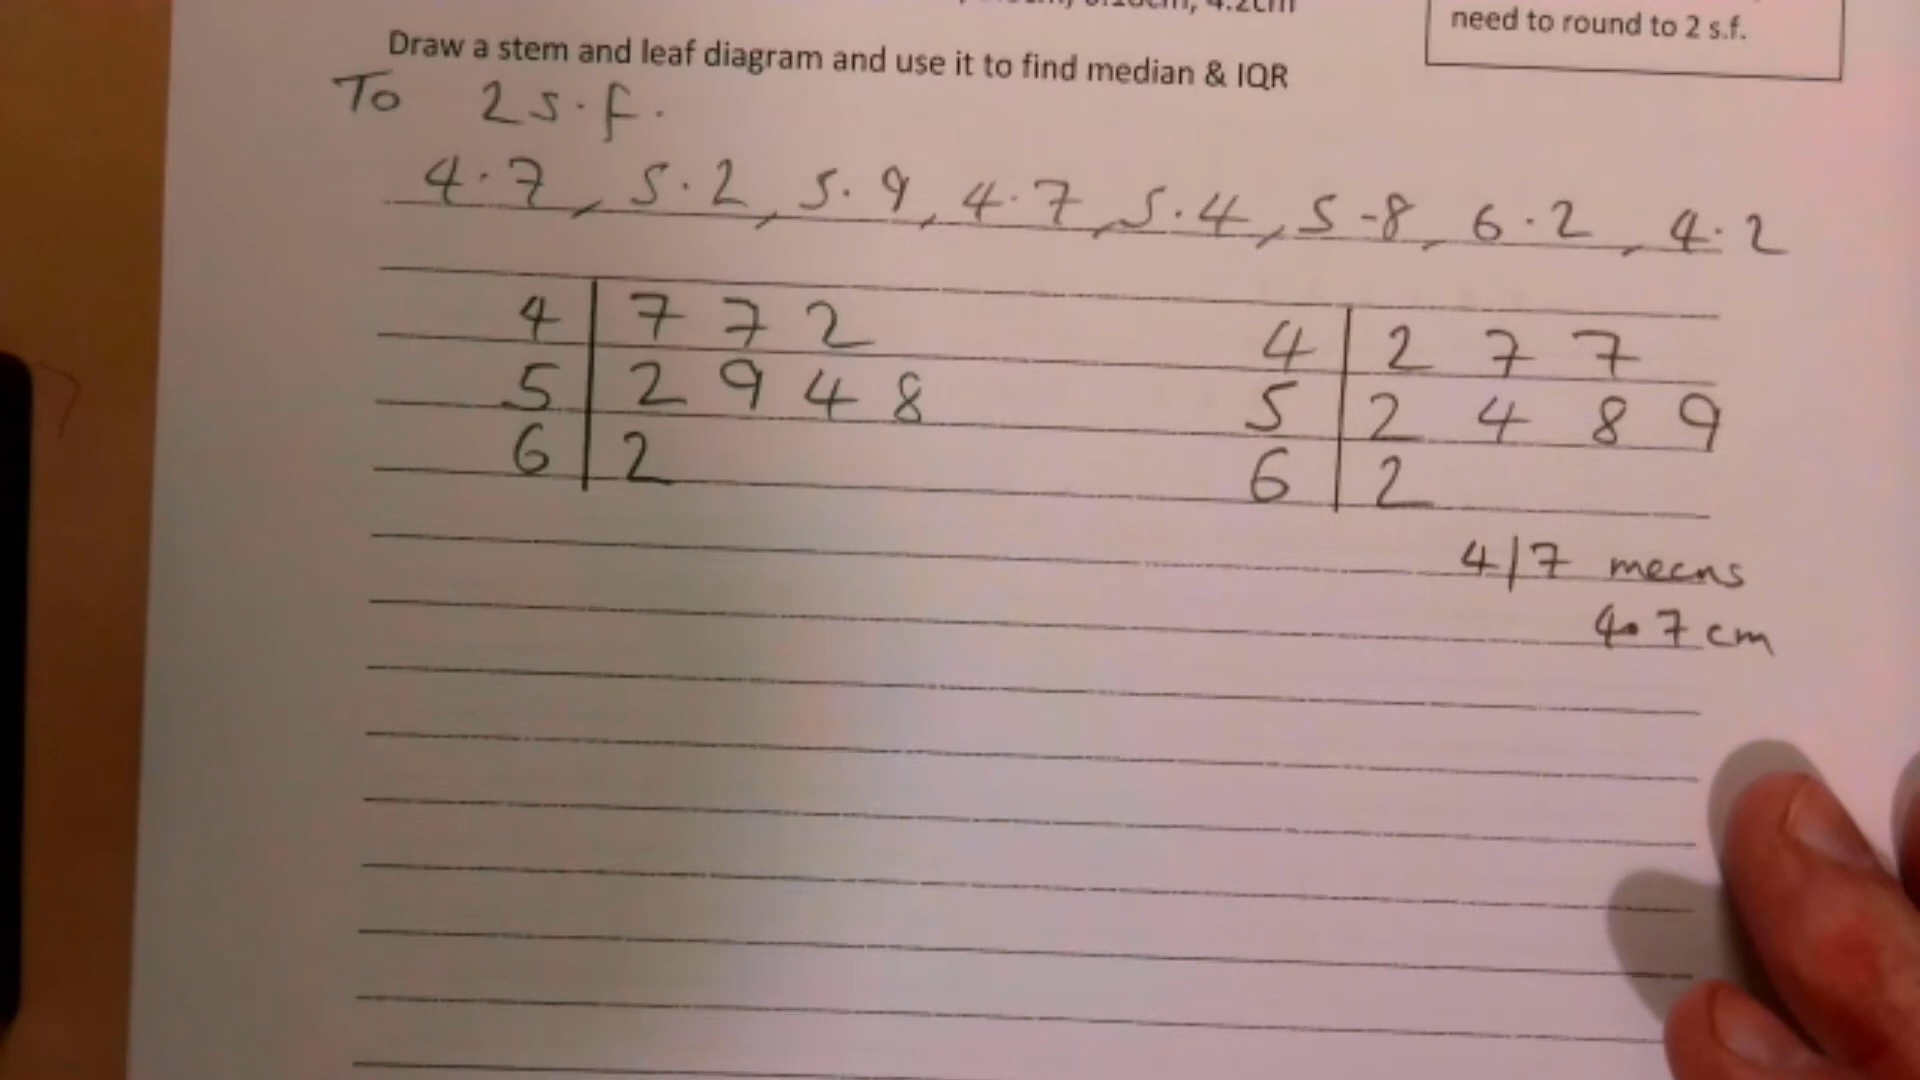 4.2cm
need to round to 2 s.f.
Draw a stem and leaf diagram and use it to find median & IQR
To 2 s.f.
4.7, 5.2, 5.9, 4.7, 5.4, 5.8, 6.2, 4.2
4 | 7 7 2
5 | 2 9 4 8
6 | 2
4 | 2 7 7
5 | 2 4 8 9
6 | 2
4|7 means
4.7cm